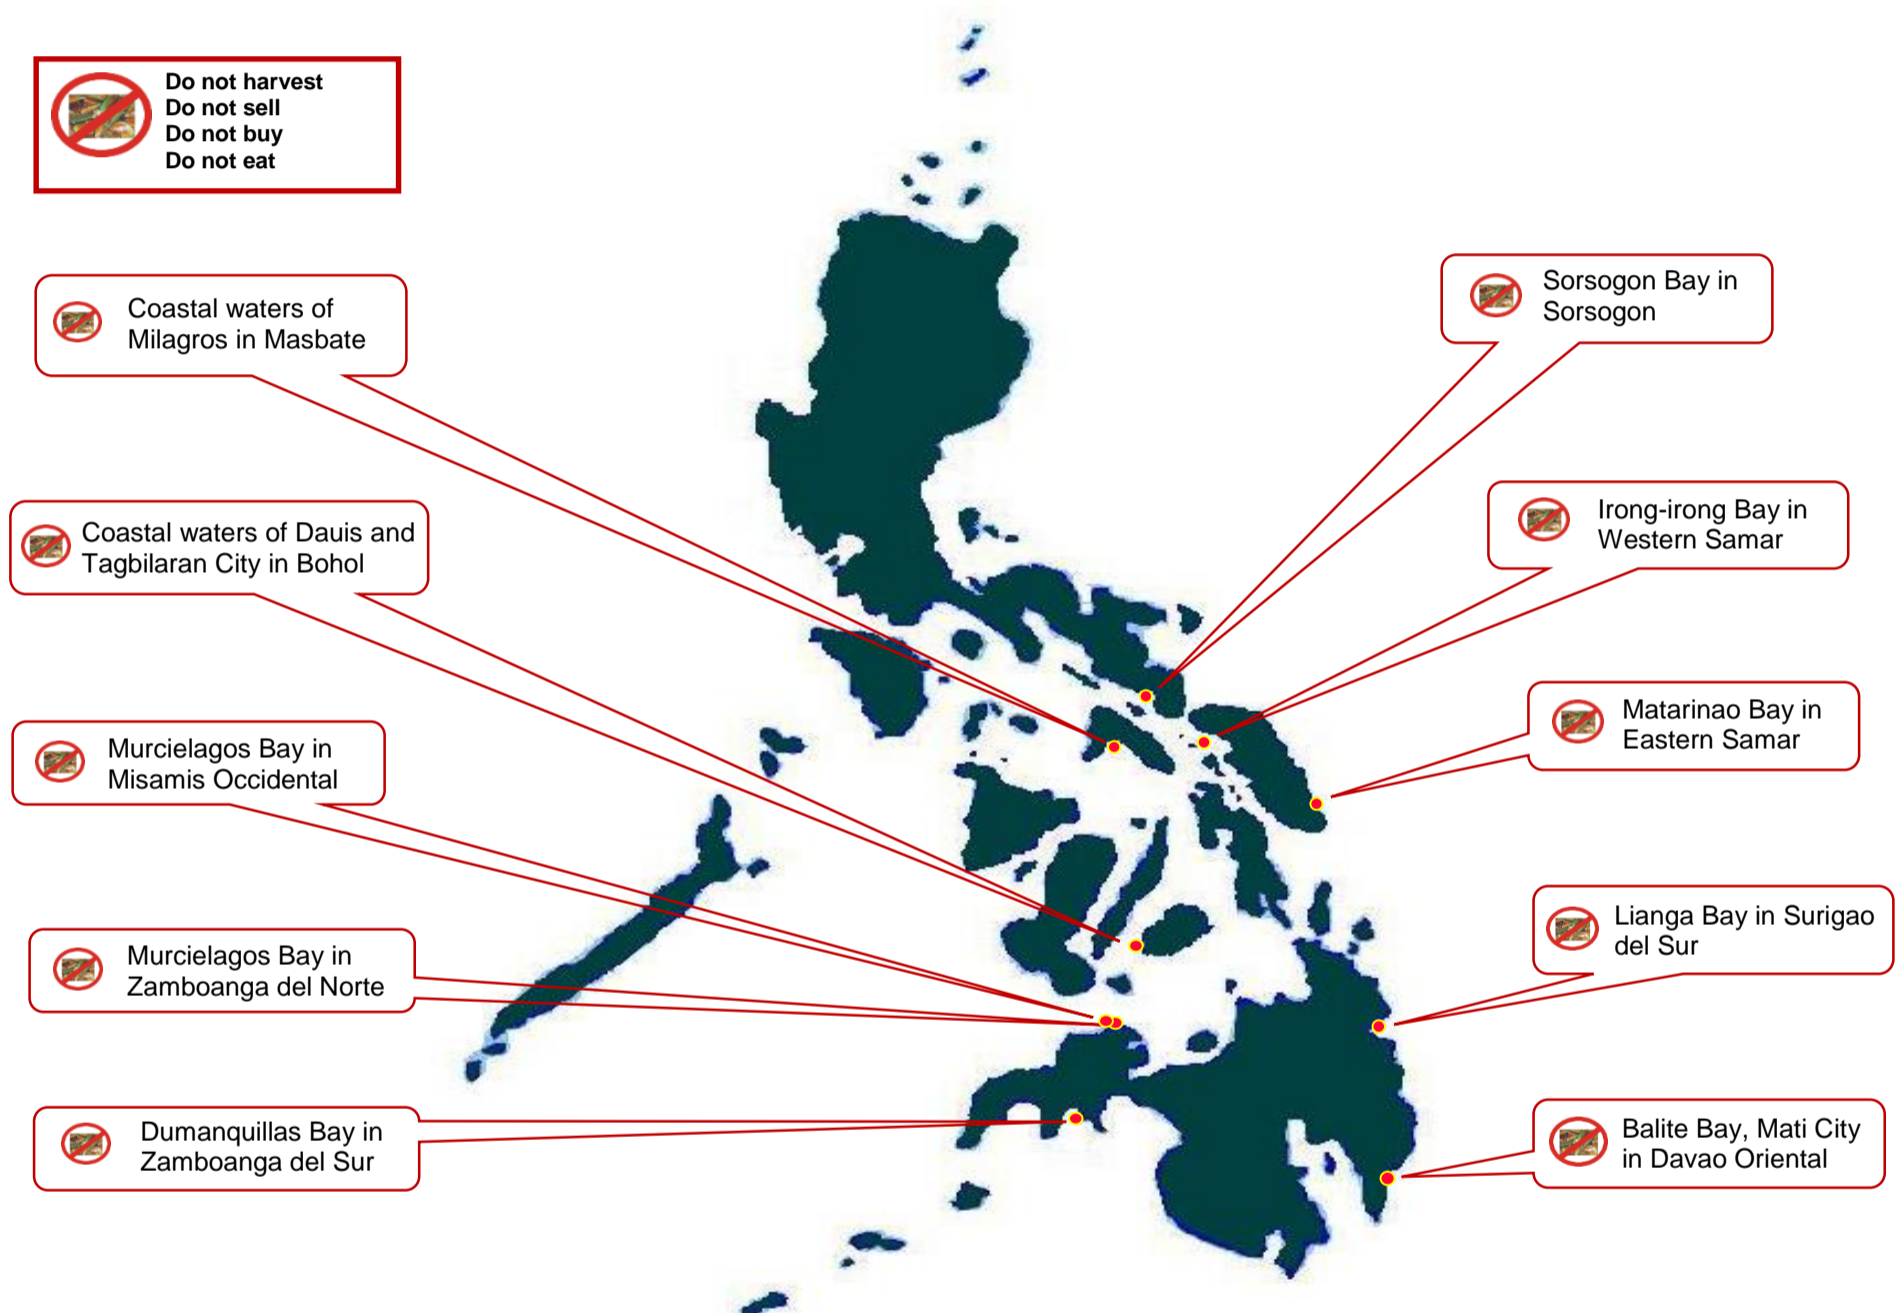 Do not harvest
Do not sell
Do not buy
Do not eat
Coastal waters of
Milagros in Masbate
Coastal waters of Dauis and
Tagbilaran City in Bohol
Murcielagos Bay in
Misamis Occidental
Murcielagos Bay in
Zamboanga del Norte
Dumanquillas Bay in
Zamboanga del Sur
Sorsogon Bay in
Sorsogon
Irong-irong Bay in
Western Samar
Matarinao Bay in
Eastern Samar
Lianga Bay in Surigao
del Sur
Balite Bay, Mati City
in Davao Oriental